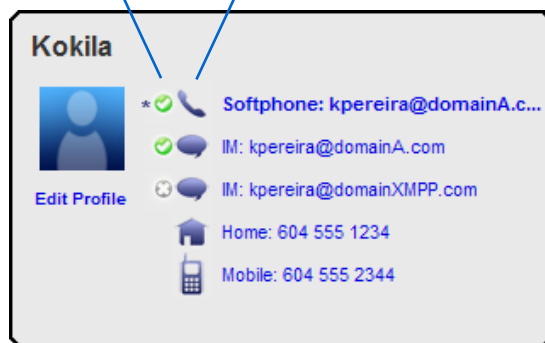 Kokila
* Softphone: kpereira@domainA.c...
IM: kpereira@domainA.com
IM: kpereira@domainXMPP.com
Edit Profile
Home: 604 555 1234
Mobile: 604 555 2344